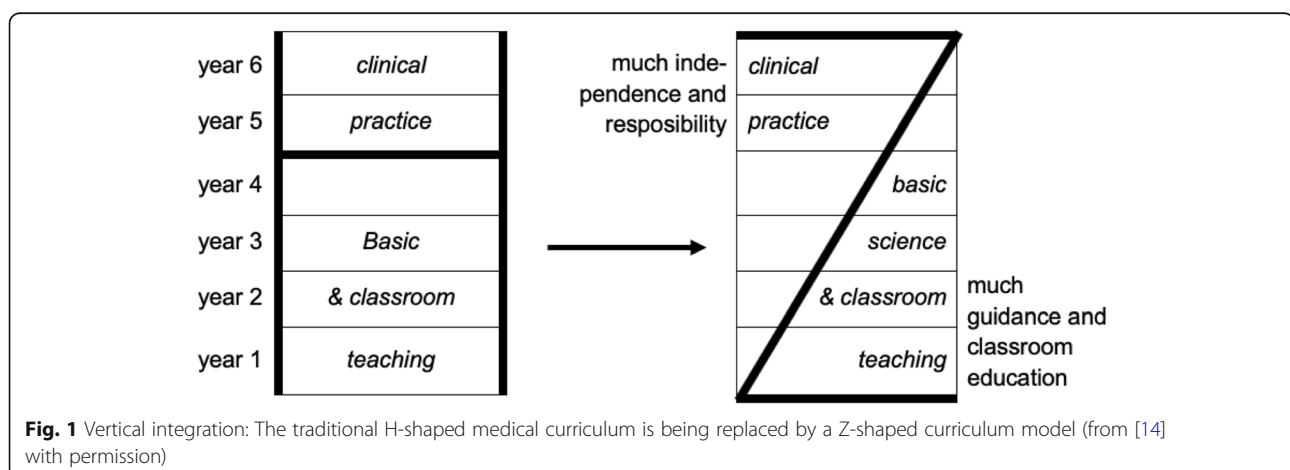 year 6
clinical
year 5
practice
year 4
year 3
Basic
year 2
& classroom
year 1
teaching
much inde-
pendence and
resposibility
clinical
practice
basic
science
& classroom
teaching
much
guidance and
classroom
education
Fig. 1 Vertical integration: The traditional H-shaped medical curriculum is being replaced by a Z-shaped curriculum model (from [14]
with permission)